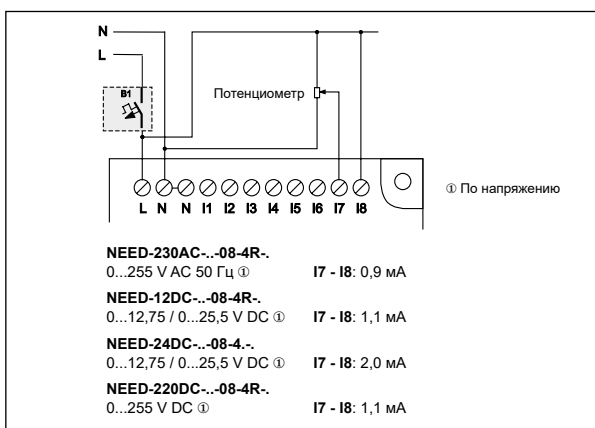 N
L
B1
Потенциометр
L N N I1 I2 I3 I4 I5 I6 I7 I8
① По напряжению
NEED-230AC-..-08-4R-.
0...255 V AC 50 Гц ① I7 - I8: 0,9 мА
NEED-12DC-..-08-4R-.
0...12,75 / 0...25,5 V DC ① I7 - I8: 1,1 мА
NEED-24DC-..-08-4.-.
0...12,75 / 0...25,5 V DC ① I7 - I8: 2,0 мА
NEED-220DC-..-08-4R-.
0...255 V DC ① I7 - I8: 1,1 мА